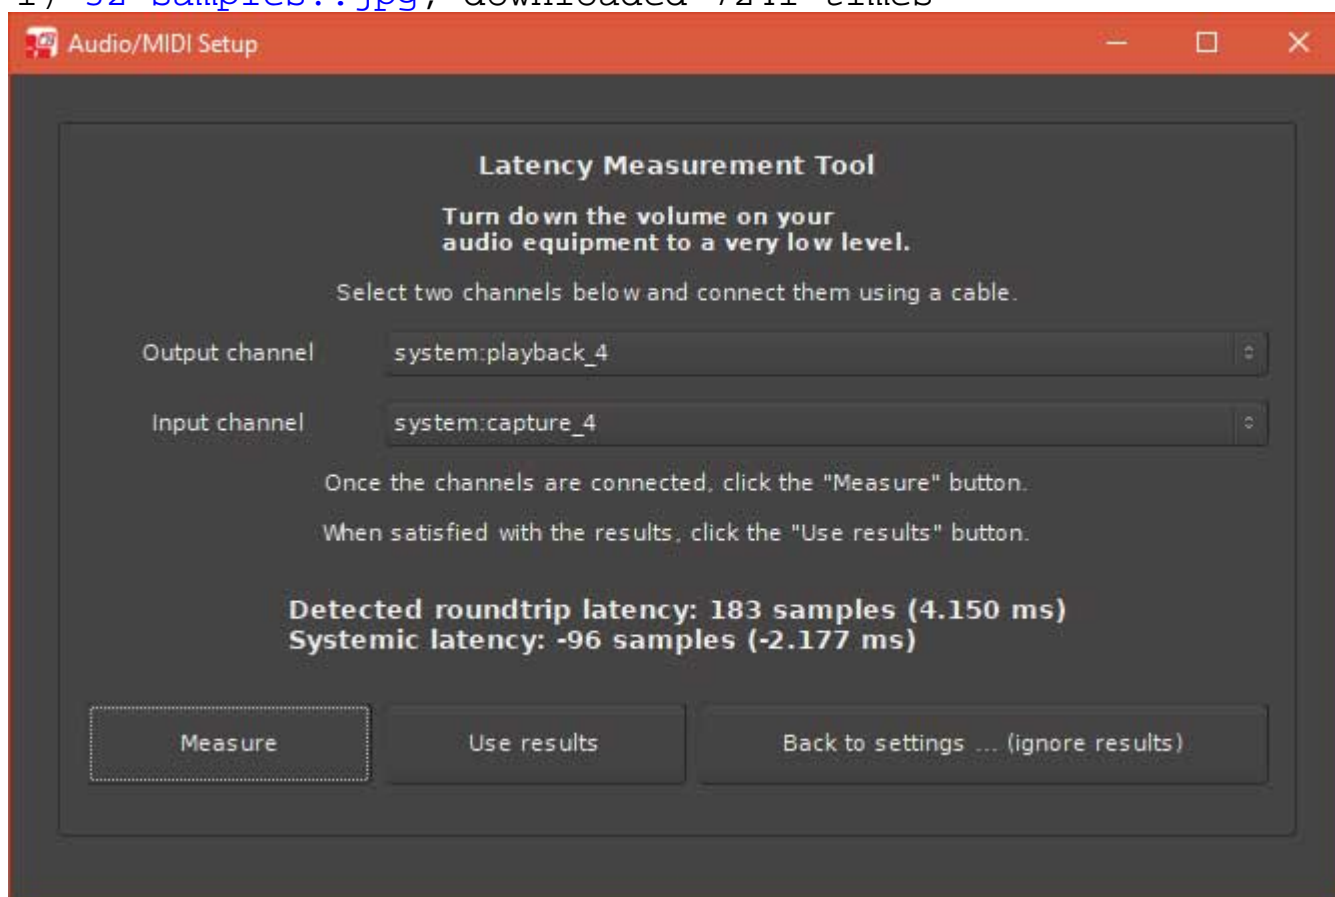 samples..jpg, downloaded times
Audio/MIDI Setup
Latency Measurement Tool
Turn down the volume on your
audio equipment to a very low level.
Select two channels below and connect them using a cable.
Output channel system:playback_4
Input channel system:capture_4
Once the channels are connected, click the "Measure" button.
When satisfied with the results, click the "Use results" button.
Detected roundtrip latency: 183 samples (4.150 ms)
Systemic latency: -96 samples (-2.177 ms)
Measure Use results Back to settings ... (ignore results)